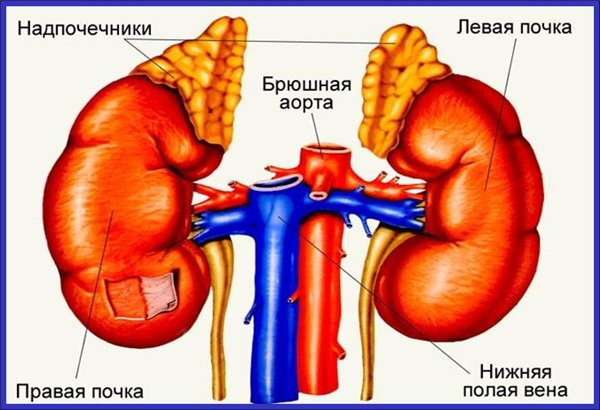 Надпочечники
Левая почка
Брюшная
аорта
Правая почка
Нижняя
полая вена